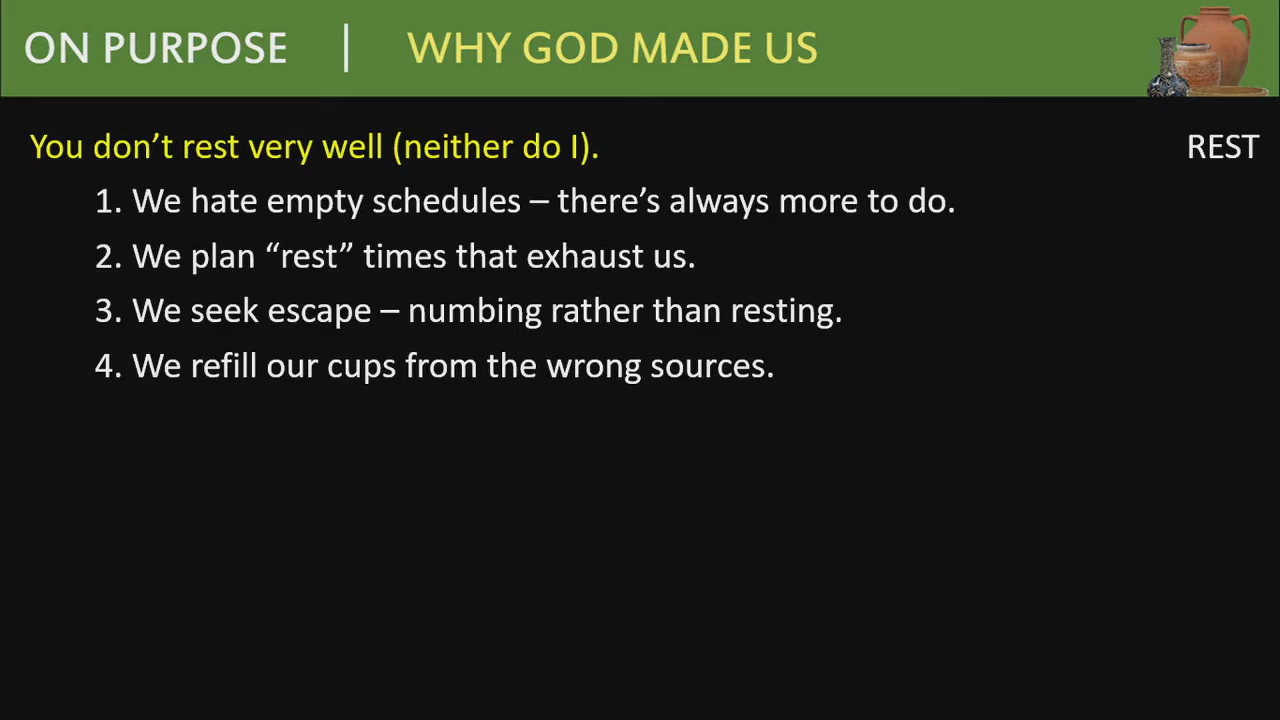 ON PURPOSE | WHY GOD MADE US
You don’t rest very well (neither do I). REST
1. We hate empty schedules – there’s always more to do.
2. We plan “rest” times that exhaust us.
3. We seek escape – numbing rather than resting.
4. We refill our cups from the wrong sources.